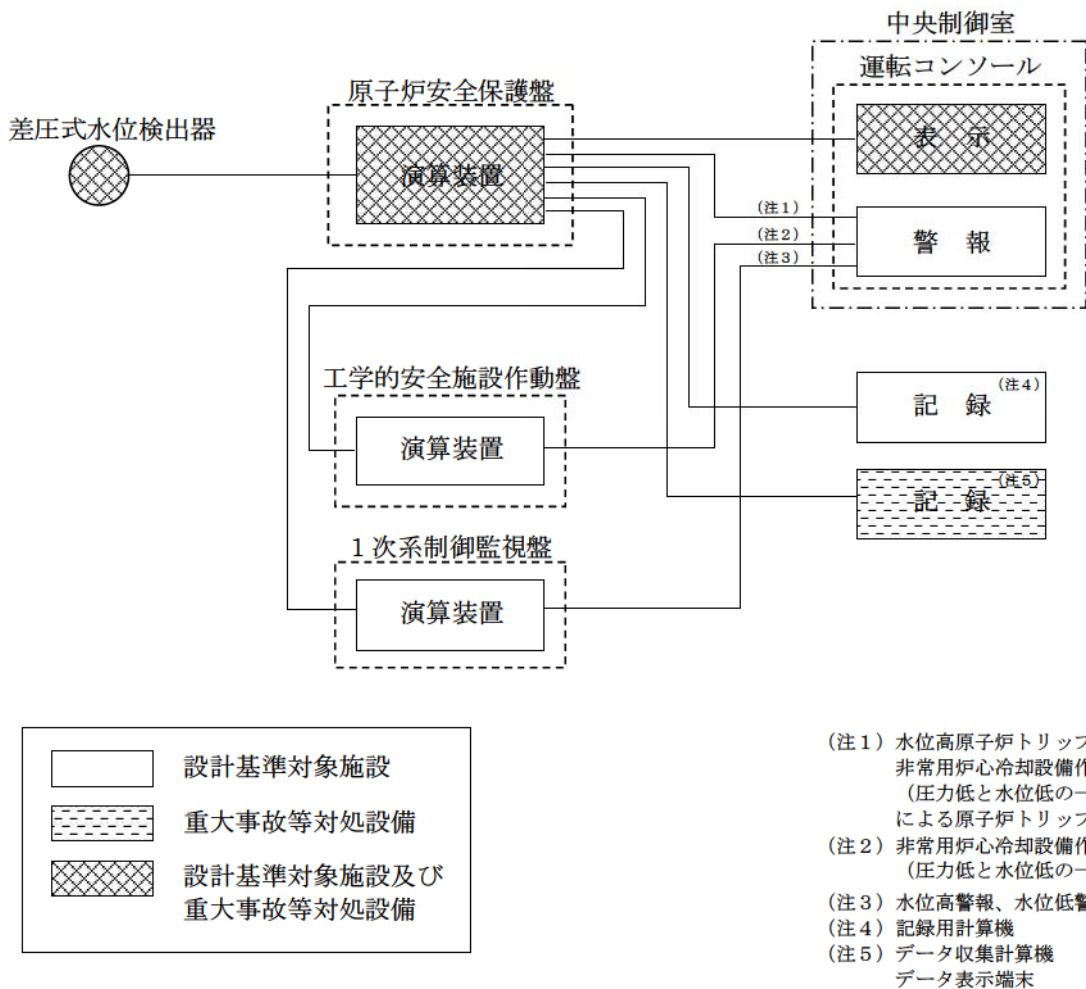 中央制御室
運転コンソール
原子炉安全保護盤
差圧式水位検出器
表 示
演算装置
(注1)
警 報
(注2)
(注3)
工学的安全施設作動盤
記 録
(注4)
演算装置
記 録
(注5)
1次系制御監視盤
演算装置
設計基準対象施設
重大事故等対処設備
設計基準対象施設及び
重大事故等対処設備
(注1) 水位高原子炉トリップ
非常用炉心冷却設備作
(圧力低と水位低の一
による原子炉トリップ
(注2) 非常用炉心冷却設備作
(圧力低と水位低の一
(注3) 水位高警報、水位低警
(注4) 記録用計算機
(注5) データ収集計算機
データ表示端末